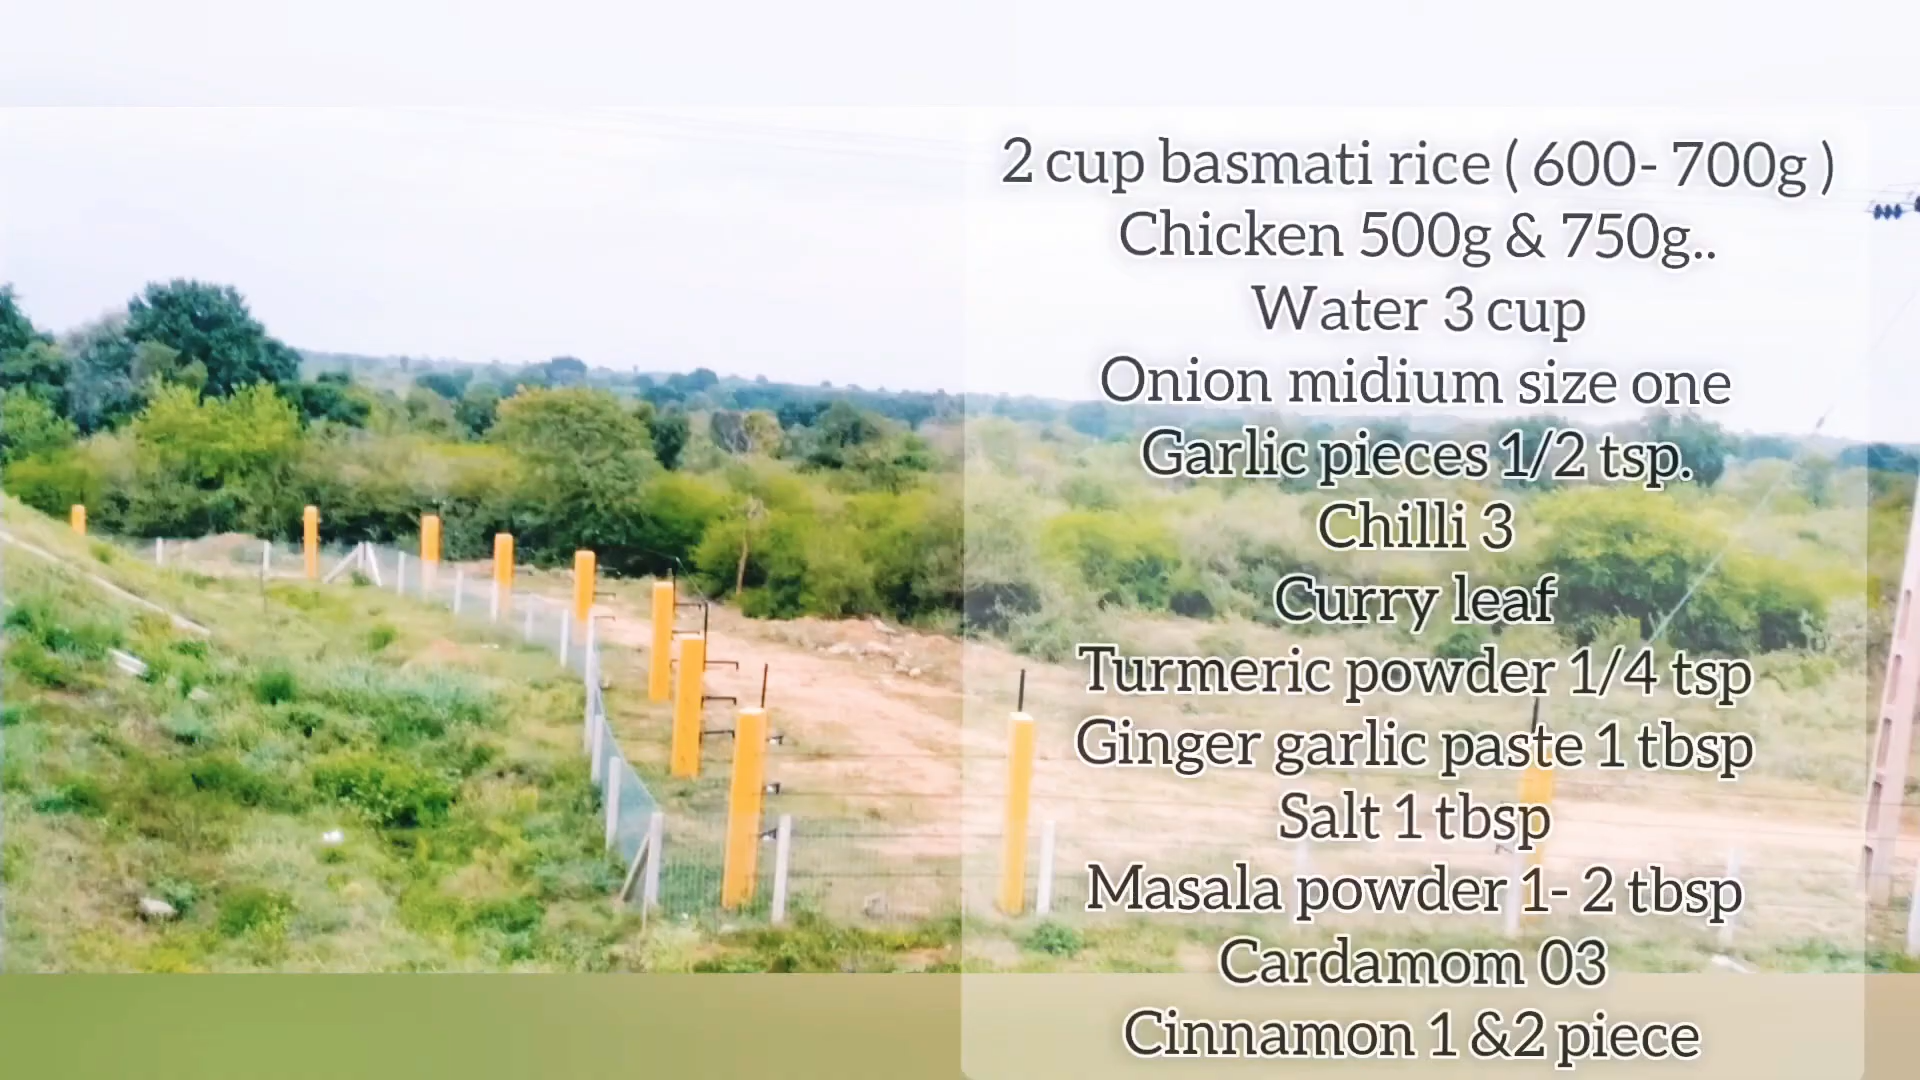 2 cup basmati rice ( 600- 700g )
Chicken 500g & 750g..
Water 3 cup
Onion midium size one
Garlic pieces 1/2 tsp.
Chilli 3
Curry leaf
Turmeric powder 1/4 tsp
Ginger garlic paste 1 tbsp
Salt 1 tbsp
Masala powder 1- 2 tbsp
Cardamom 03
Cinnamon 1 &2 piece